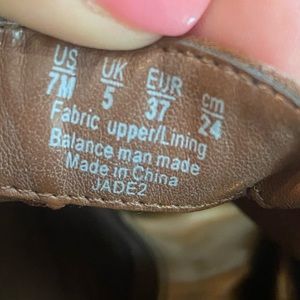 US UK EUR cm
7M 5 37 24
Fabric upper/Lining
Balance man made
Made in China
JADE2